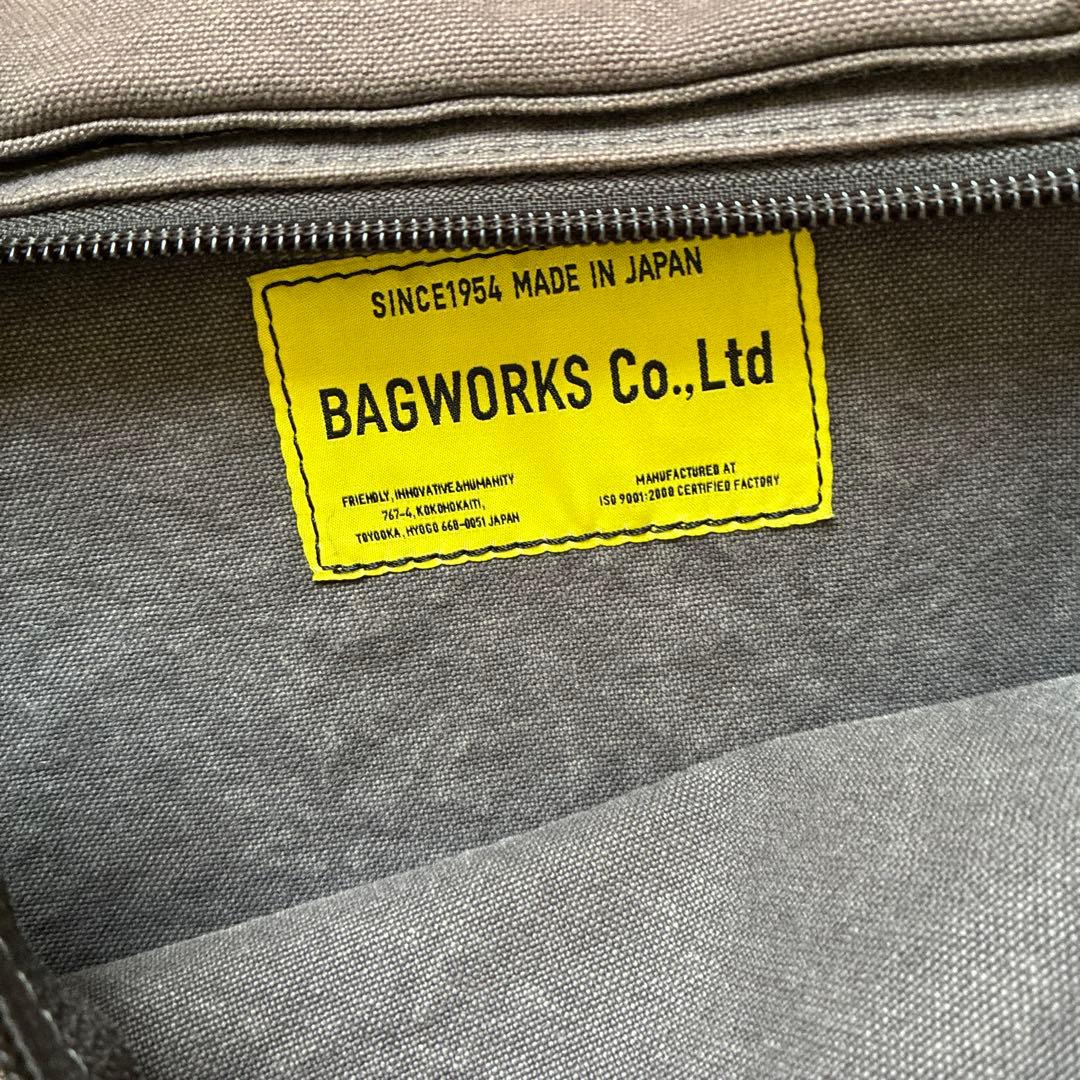 SINCE1954 MADE IN JAPAN
BAGWORKS Co.,Ltd
FRIENDLY, INNOVATIVE&HUMANITY
767-4, KOKONOKAITI,
TOYOOKA, HYOGO 668-0051 JAPAN
MANUFACTURED AT
ISO 9001:2000 CERTIFIED FACTORY